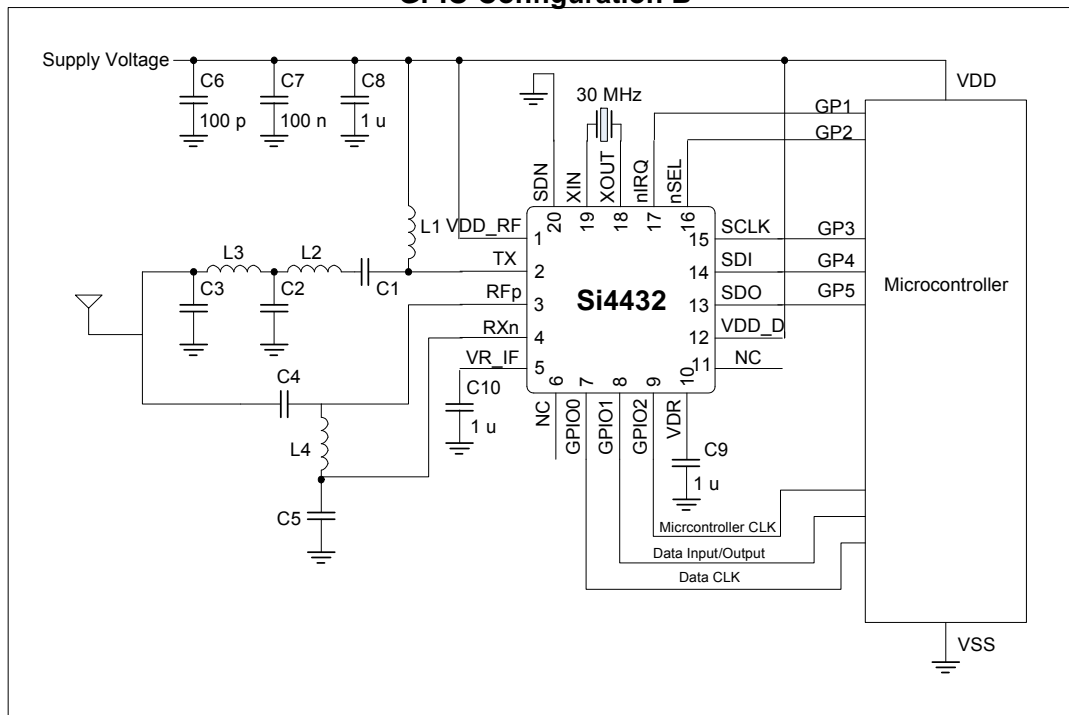 GPIO Configuration B
Supply Voltage
C6
100 p
C7
100 n
C8
1 u
30 MHz
VDD
GP1
GP2
SDN
XIN
XOUT
nIRQ
nSEL
20
19
18
17
16
L1
VDD_RF
1
TX
2
RFp
3
RXn
4
VR_IF
5
Si4432
15
SCLK
GP3
14
SDI
GP4
13
SDO
GP5
12
VDD_D
11
NC
Microcontroller
L3
L2
C3
C2
C1
C4
L4
C5
C10
1 u
6
7
8
9
10
NC
GPIO0
GPIO1
GPIO2
VDR
C9
1 u
Micrcontroller CLK
Data Input/Output
Data CLK
VSS